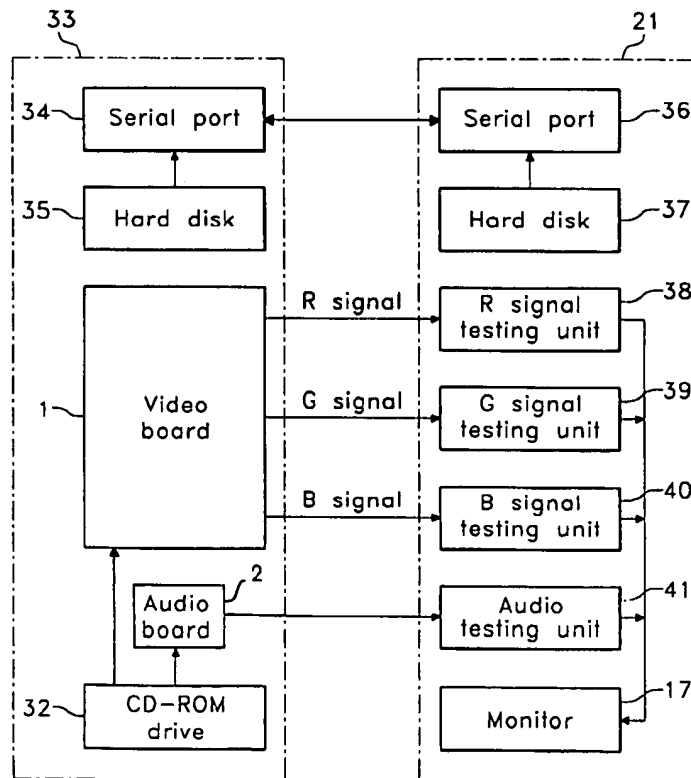 33
21
34
Serial port
Serial port
36
35
Hard disk
Hard disk
37
R signal
R signal
testing unit
38
1
Video
board
G signal
G signal
testing unit
39
B signal
B signal
testing unit
40
2
Audio
board
Audio
testing unit
41
32
CD-ROM
drive
Monitor
17